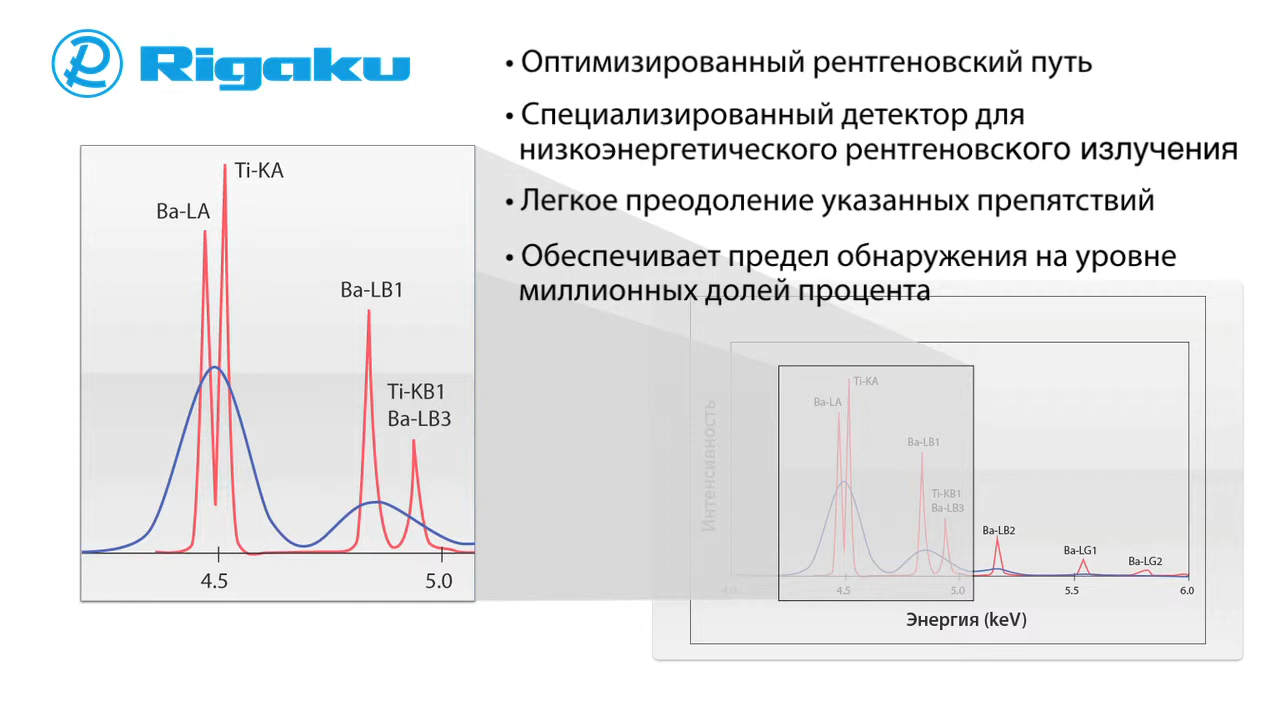 Rigaku
• Оптимизированный рентгеновский путь
• Специализированный детектор для
низкоэнергетического рентгеновского излучения
• Легкое преодоление указанных препятствий
• Обеспечивает предел обнаружения на уровне
миллионных долей процента
Ti-KA
Ba-LA
Ba-LB1
Ti-KB1
Ba-LB3
4.5
5.0
Интенсивность
Ti-KA
Ba-LA
Ba-LB1
Ti-KB1
Ba-LB3
Ba-LB2
Ba-LG1
Ba-LG2
4.0
4.5
5.0
5.5
6.0
Энергия (keV)